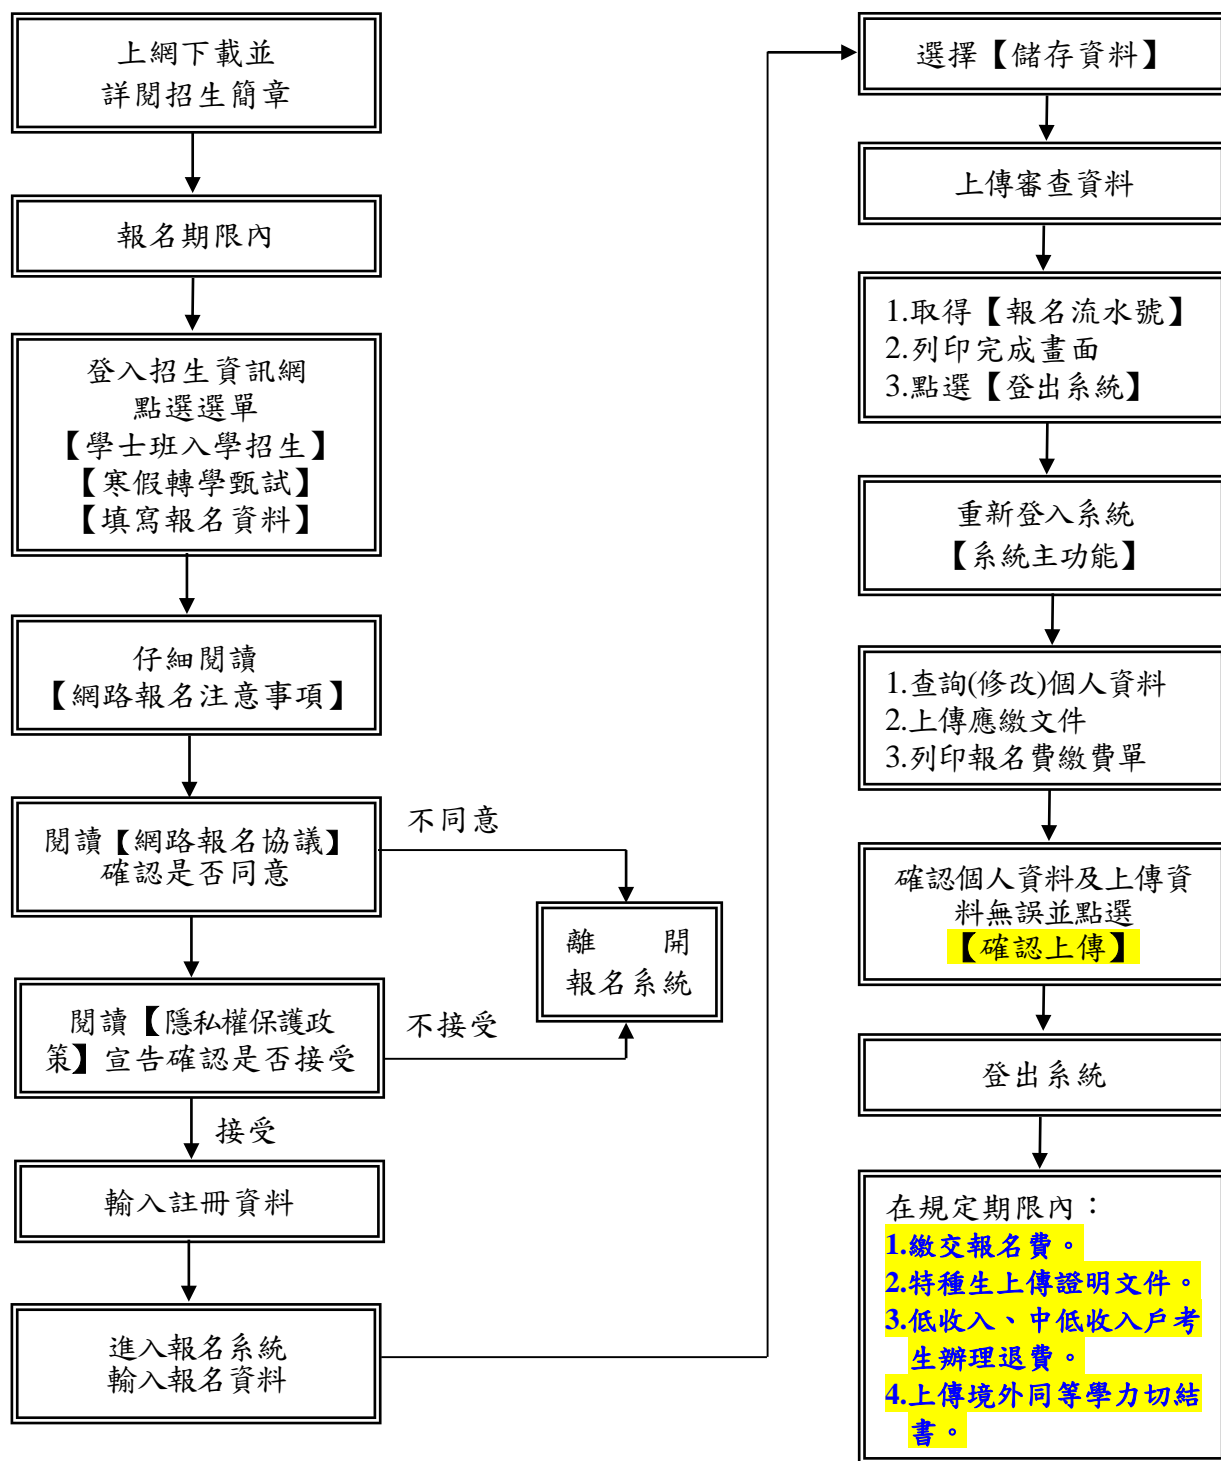 上網下載並
詳閱招生簡章
報名期限內
登入招生資訊網
點選選單
【學士班入學招生】
【寒假轉學甄試】
【填寫報名資料】
仔細閱讀
【網路報名注意事項】
閱讀【網路報名協議】
確認是否同意
不同意
離 開
報名系統
閱讀【隱私權保護政
策】宣告確認是否接受
不接受
接受
輸入註冊資料
進入報名系統
輸入報名資料
選擇【儲存資料】
上傳審查資料
1.取得【報名流水號】
2.列印完成畫面
3.點選【登出系統】
重新登入系統
【系統主功能】
1.查詢(修改)個人資料
2.上傳應繳文件
3.列印報名費繳費單
確認個人資料及上傳資
料無誤並點選
【確認上傳】
登出系統
在規定期限內：
1.繳交報名費。
2.特種生上傳證明文件。
3.低收入、中低收入戶考
生辦理退費。
4.上傳境外同等學力切結
書。